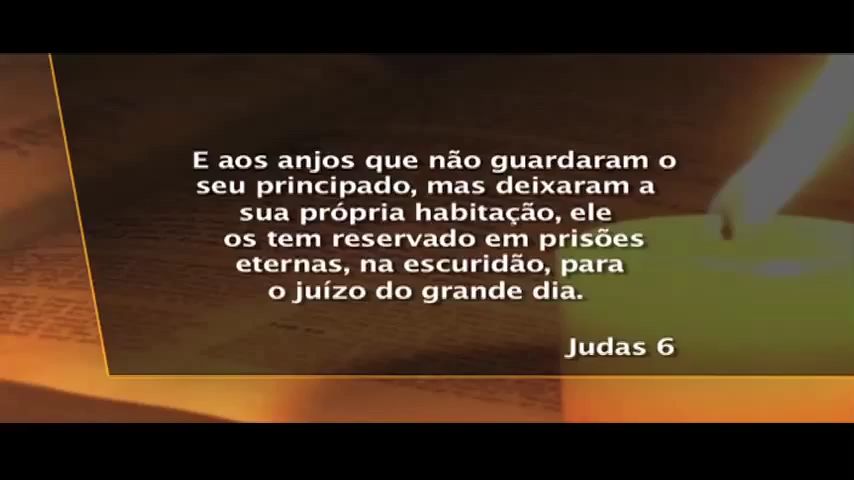 E aos anjos que não guardaram o
seu principado, mas deixaram a
sua própria habitação, ele
os tem reservado em prisões
eternas, na escuridão, para
o juízo do grande dia.
Judas 6